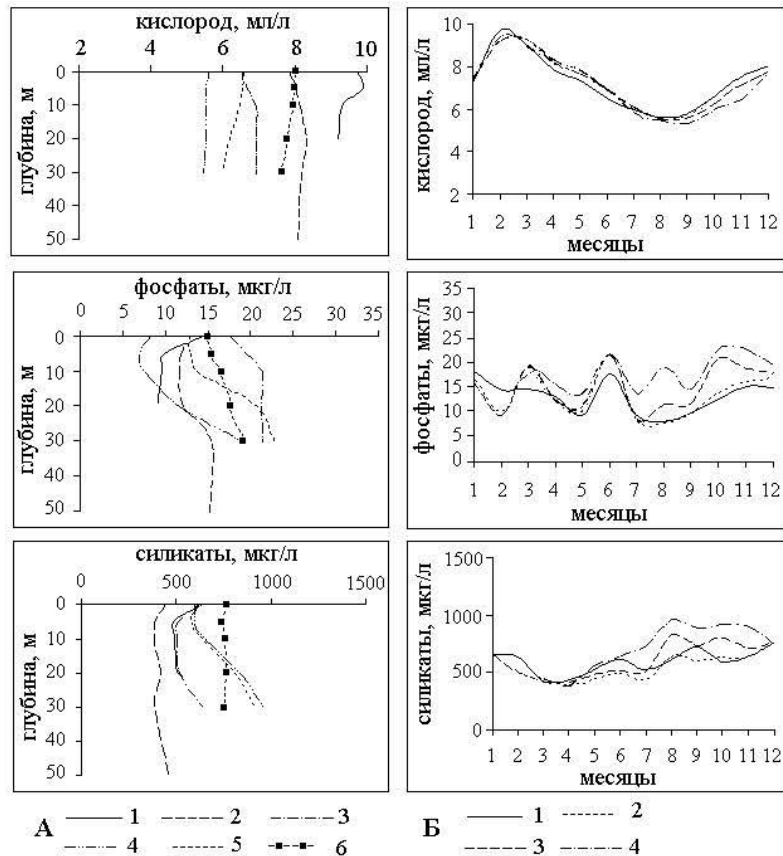 кислород, мл/л
2 4 6 8 10
0
10
20
30
40
50
глубина, м
кислород, мл/л
10
8
6
4
2
1 2 3 4 5 6 7 8 9 10 11 12
месяцы
фосфаты, мкг/л
0 5 10 15 20 25 30 35
0
10
20
30
40
50
глубина, м
фосфаты, мкг/л
35
30
25
20
15
10
5
0
1 2 3 4 5 6 7 8 9 10 11 12
месяцы
силикаты, мкг/л
0 500 1000 1500
0
10
20
30
40
50
глубина, м
силикаты, мкг/л
1500
1000
500
0
1 2 3 4 5 6 7 8 9 10 11 12
месяцы
А 1 2 3
4 5 6
Б 1 2
3 4